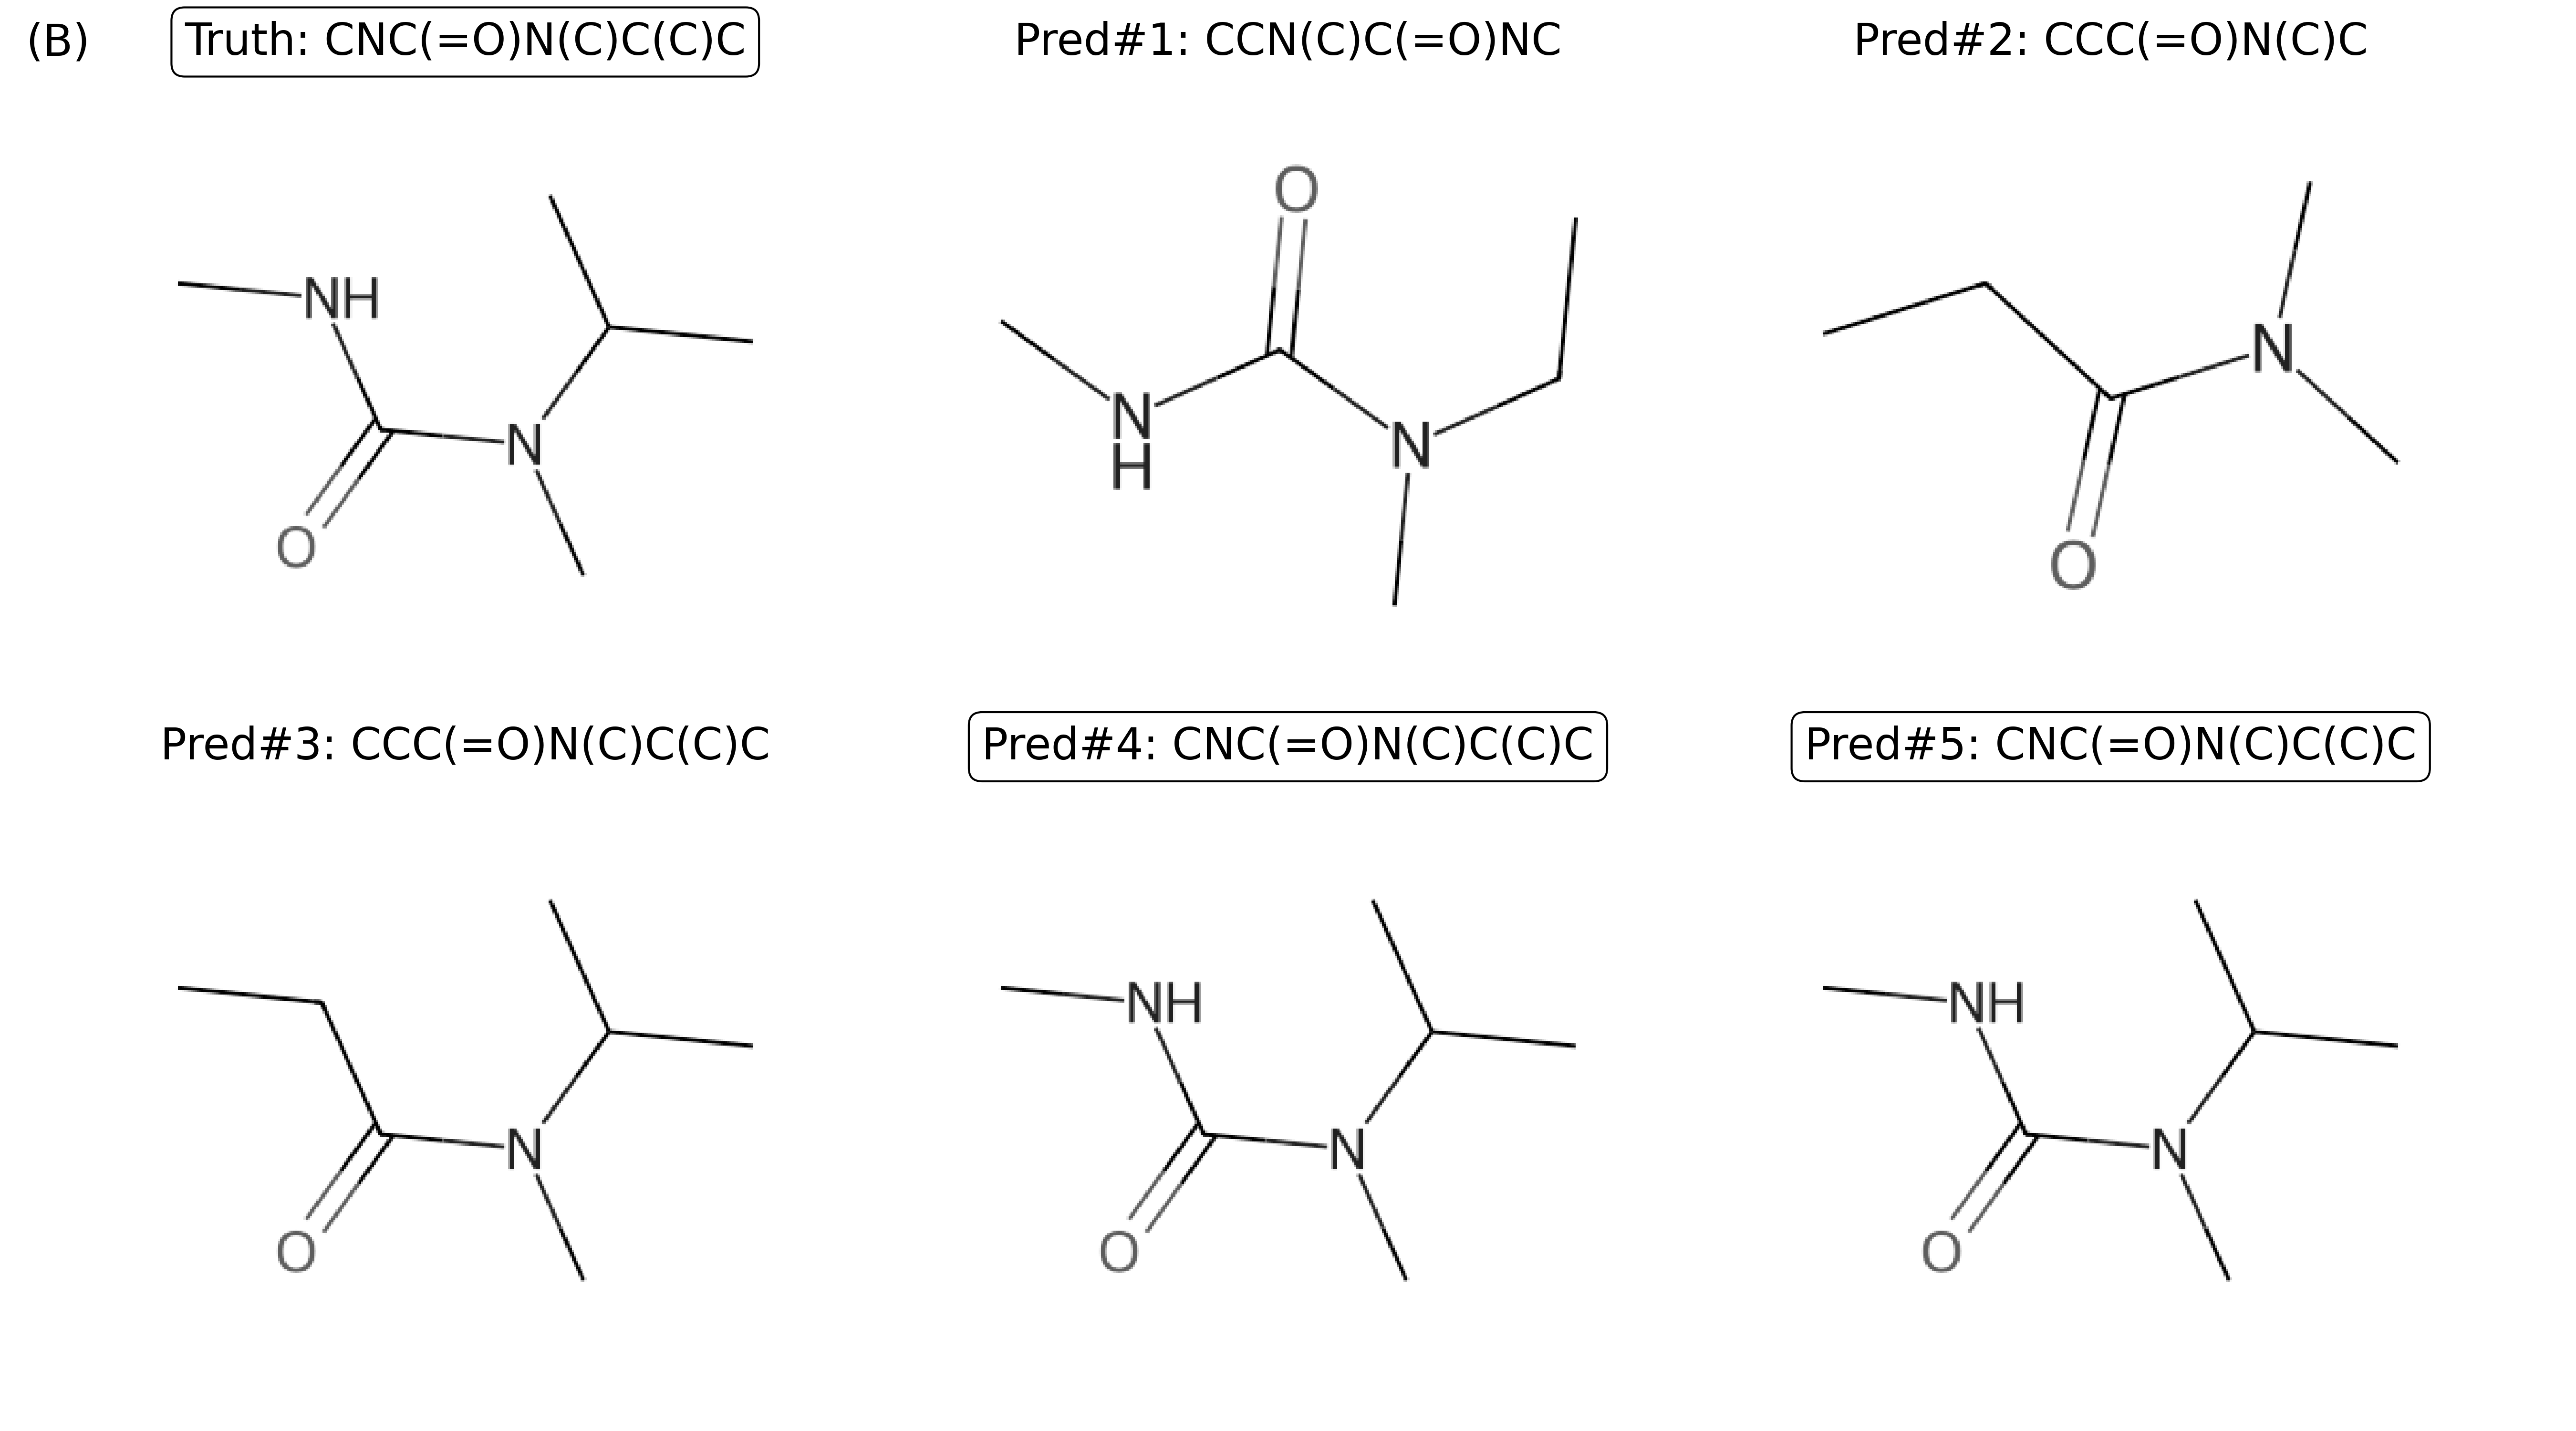 (B) Truth: CNC(=O)N(C)C(C)C Pred#1: CCN(C)C(=O)NC Pred#2: CCC(=O)N(C)C
O
NH
N
N
H
N
O
O
Pred#3: CCC(=O)N(C)C(C)C Pred#4: CNC(=O)N(C)C(C)C Pred#5: CNC(=O)N(C)C(C)C
NH NH
N N N
O O O